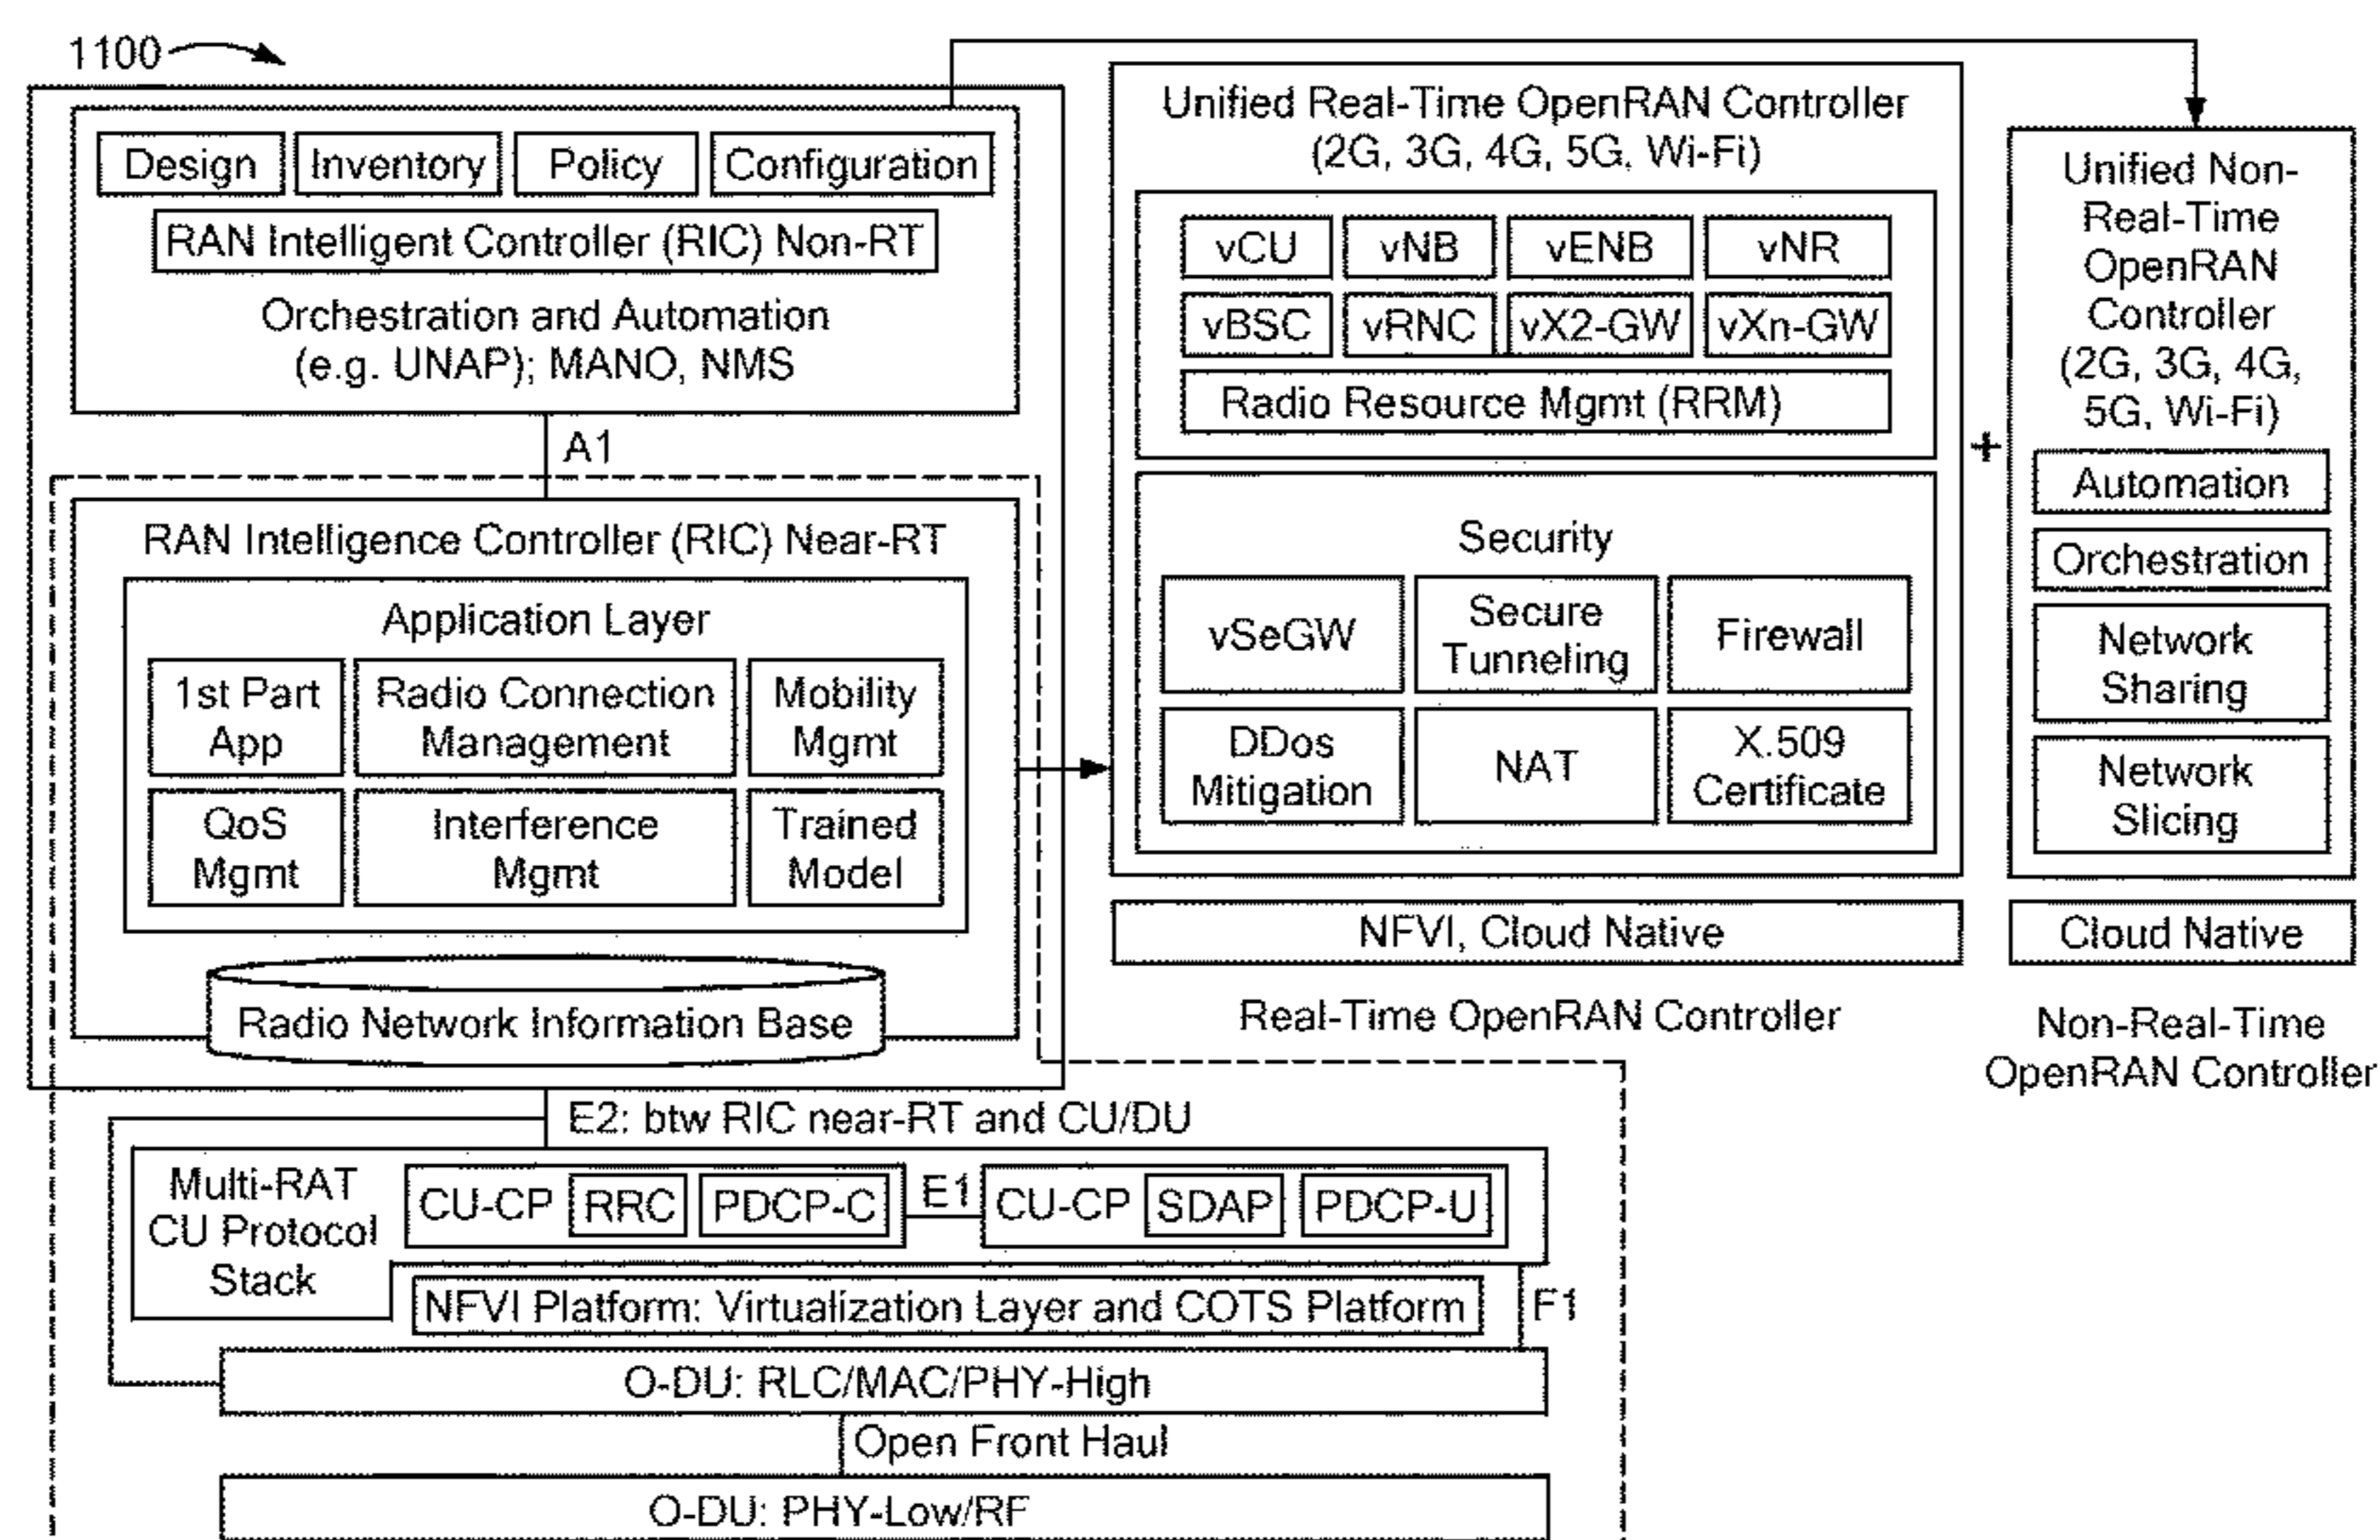 1100
Design
Inventory
Policy
Configuration
RAN Intelligent Controller (RIC) Non-RT
Orchestration and Automation
(e.g. UNAP); MANO, NMS
A1
RAN Intelligence Controller (RIC) Near-RT
Application Layer
1st Part
App
Radio Connection
Management
Mobility
Mgmt
QoS
Mgmt
Interference
Mgmt
Trained
Model
Radio Network Information Base
Unified Real-Time OpenRAN Controller
(2G, 3G, 4G, 5G, Wi-Fi)
vCU
vNB
vENB
vNR
vBSC
vRNC
vX2-GW
vXn-GW
Radio Resource Mgmt (RRM)
Security
vSeGW
Secure
Tunneling
Firewall
DDos
Mitigation
NAT
X.509
Certificate
NFVI, Cloud Native
Real-Time OpenRAN Controller
+
Unified Non-
Real-Time
OpenRAN
Controller
(2G, 3G, 4G,
5G, Wi-Fi)
Automation
Orchestration
Network
Sharing
Network
Slicing
Cloud Native
Non-Real-Time
OpenRAN Controller
E2: btw RIC near-RT and CU/DU
Multi-RAT
CU Protocol
Stack
CU-CP
RRC
PDCP-C
E1
CU-CP
SDAP
PDCP-U
NFVI Platform: Virtualization Layer and COTS Platform
F1
O-DU: RLC/MAC/PHY-High
Open Front Haul
O-DU: PHY-Low/RF